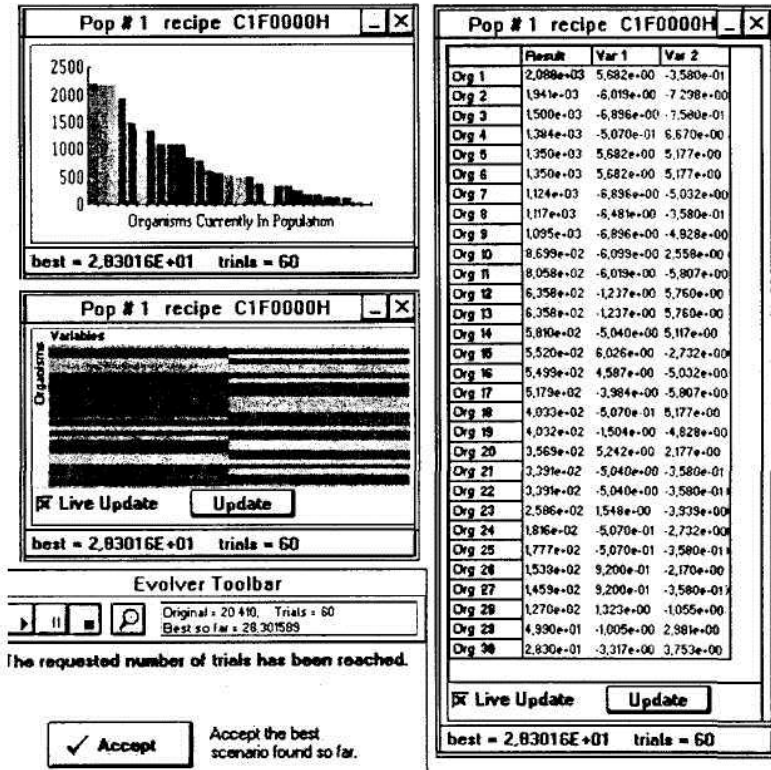 Pop # 1 recipe C1F0000H
2500
2000
1500
1000
500
0
Organisms Currently In Population
best = 2,83016E+01 trials = 60
Pop # 1 recipe C1F0000H
Variables
Organisms
Live Update Update
best = 2,83016E+01 trials = 60
Evolver Toolbar
Original = 20 410, Trials = 60
Best so far = 28,301589
The requested number of trials has been reached.
Accept
Accept the best
scenario found so far.
Pop # 1 recipe C1F0000H
Result Var 1 Var 2
Org 1 2,088e+03 5,682e+00 -3,580e-01
Org 2 1,941e+03 -6,019e+00 -7 298e+00
Org 3 1,500e+03 -6,896e+00 -3,580e-01
Org 4 1,384e+03 -5,070e-01 6,670e+00
Org 5 1,350e+03 5,682e+00 5,177e+00
Org 6 1,350e+03 5,682e+00 5,177e+00
Org 7 1,124e+03 -6,896e+00 -5,032e+00
Org 8 1,117e+03 -6,481e+00 -3,580e-01
Org 9 1,095e+03 -6,896e+00 -4,928e+00
Org 10 8,699e+02 -6,099e+00 2,558e+00
Org 11 8,058e+02 -6,019e+00 -5,807e+00
Org 12 6,358e+02 -1,237e+00 5,760e+00
Org 13 6,358e+02 -1,237e+00 5,760e+00
Org 14 5,810e+02 -5,040e+00 5,117e+00
Org 15 5,520e+02 6,026e+00 -2,732e+00
Org 16 5,499e+02 4,587e+00 -5,032e+00
Org 17 5,179e+02 -3,984e+00 -5,807e+00
Org 18 4,033e+02 -5,070e-01 5,177e+00
Org 19 4,032e+02 -1,504e+00 -4,828e+00
Org 20 3,569e+02 5,242e+00 2,177e+00
Org 21 3,391e+02 -5,040e+00 -3,580e-01
Org 22 3,391e+02 -5,040e+00 -3,580e-01
Org 23 2,586e+02 1,548e+00 -3,939e+00
Org 24 1,816e+02 -5,070e-01 -2,732e+00
Org 25 1,777e+02 -5,070e-01 -3,580e-01
Org 26 1,533e+02 9,200e-01 -2,170e+00
Org 27 1,459e+02 9,200e-01 -3,580e-01
Org 28 1,270e+02 1,323e+00 -1,055e+00
Org 29 4,990e+01 -1,005e+00 2,981e+00
Org 30 2,830e+01 -3,317e+00 3,753e+00
Live Update Update
best = 2,83016E+01 trials = 60